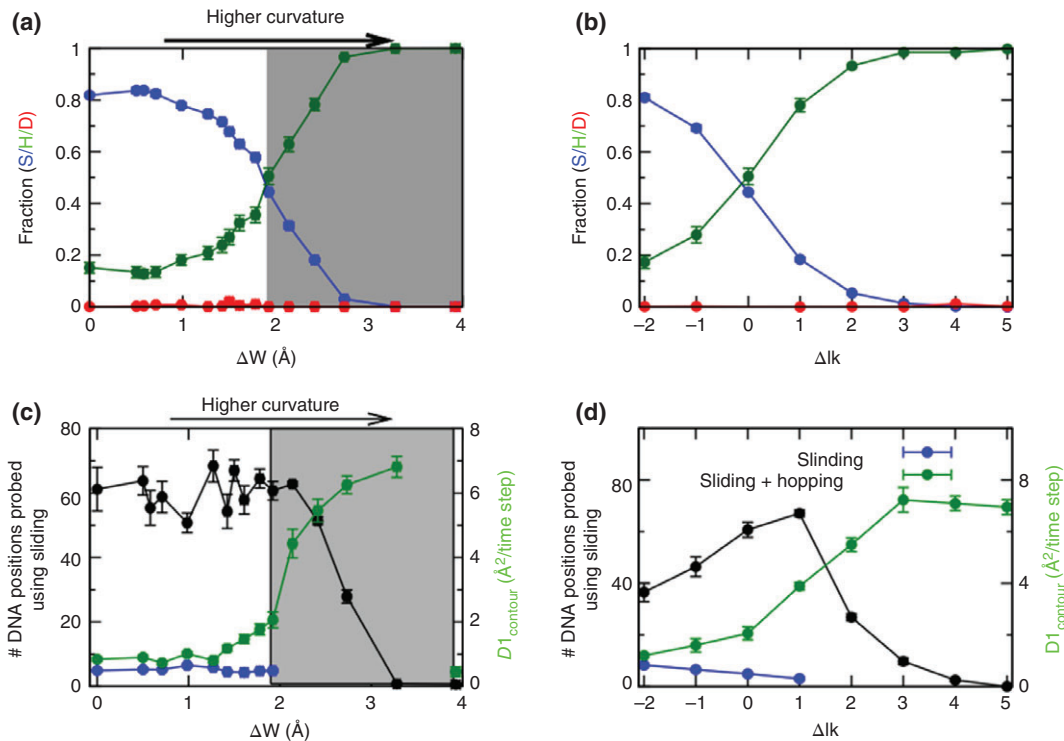 (a)
Higher curvature
1
0.8
0.6
0.4
0.2
0
Fraction (S/H/D)
0 1 2 3 4
ΔW (Å)
(b)
1
0.8
0.6
0.4
0.2
0
Fraction (S/H/D)
–2 –1 0 1 2 3 4 5
Δlk
(c)
Higher curvature
80
60
40
20
0
# DNA positions probed
using sliding
8
6
4
2
0
D1contour (Å²/time step)
0 1 2 3 4
ΔW (Å)
(d)
Slinding
Sliding + hopping
80
40
0
# DNA positions probed
using sliding
8
4
0
D1contour (Å²/time step)
–2 –1 0 1 2 3 4 5
Δlk